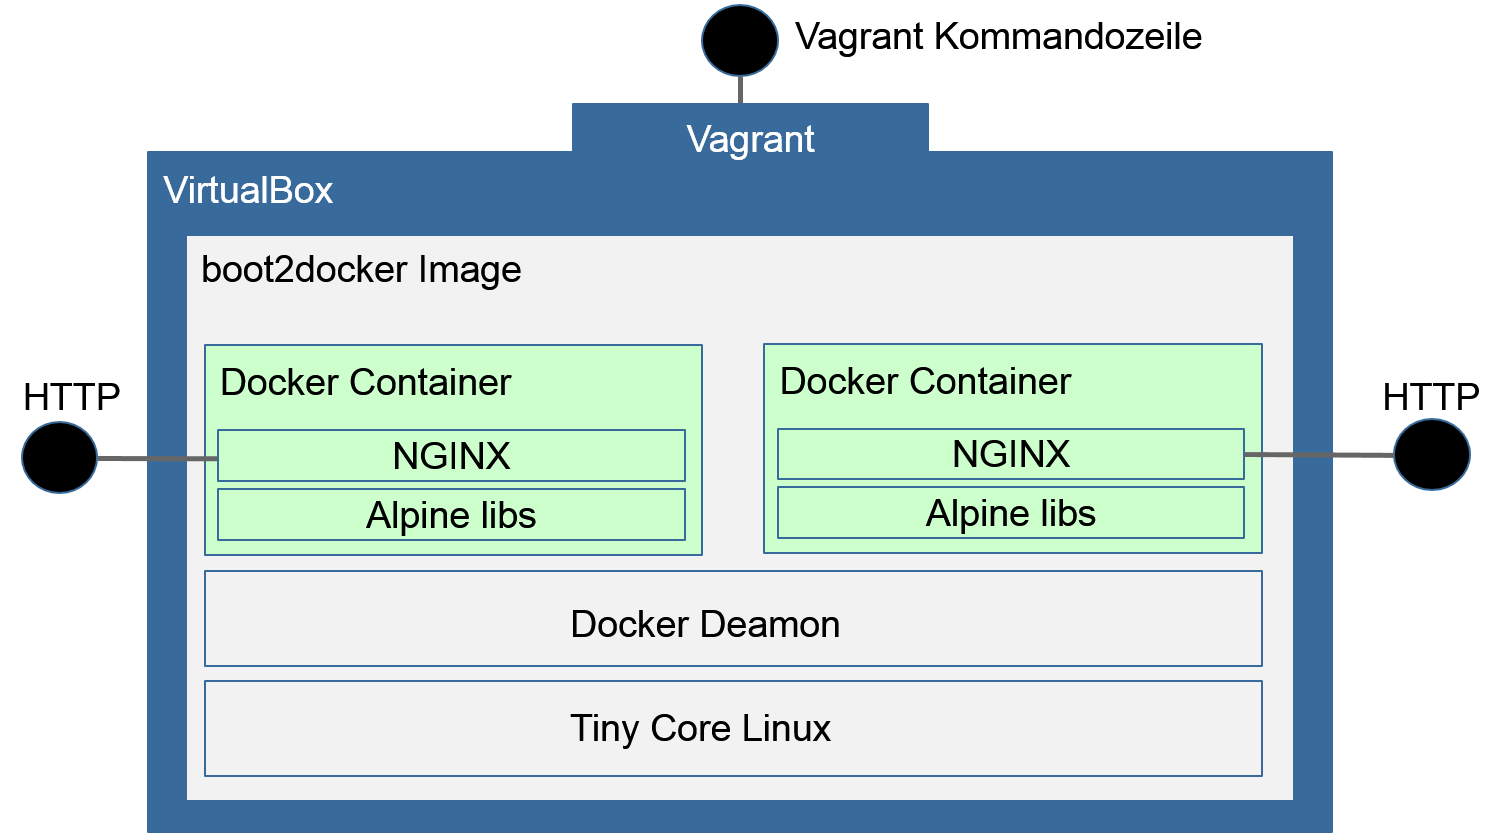 Vagrant Kommandozeile
Vagrant
VirtualBox
boot2docker Image
HTTP
Docker Container
NGINX
Alpine libs
Docker Container
NGINX
Alpine libs
HTTP
Docker Deamon
Tiny Core Linux